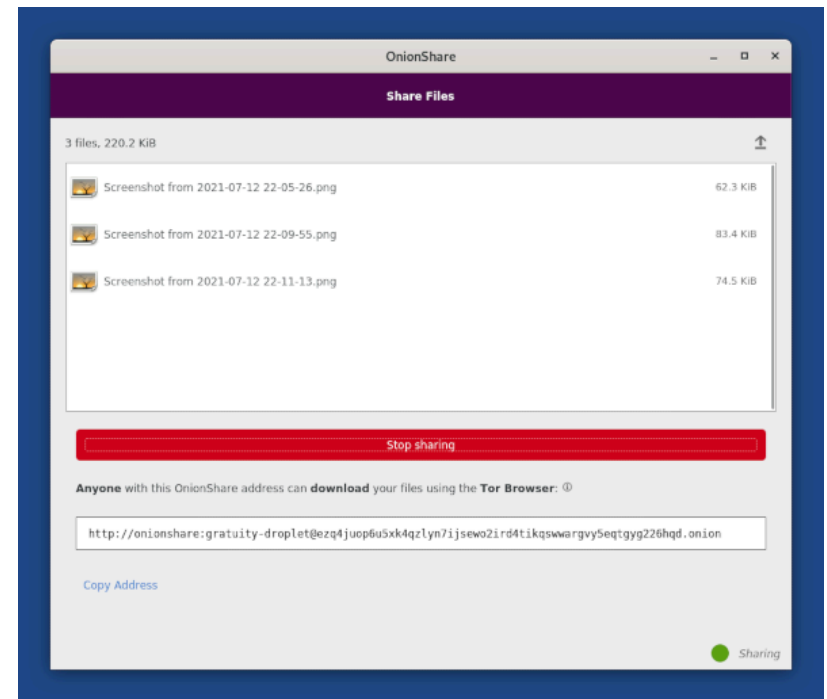 OnionShare
Share Files
3 files, 220.2 KiB
Screenshot from 2021-07-12 22-05-26.png 62.3 KiB
Screenshot from 2021-07-12 22-09-55.png 83.4 KiB
Screenshot from 2021-07-12 22-11-13.png 74.5 KiB
Stop sharing
Anyone with this OnionShare address can download your files using the Tor Browser: ⓘ
http://onionshare:gratuity-droplet@ezq4juop6u5xk4qzlyn7ijsewo2ird4tikqswwargvy5eqtgyg226hqd.onion
Copy Address
Sharing